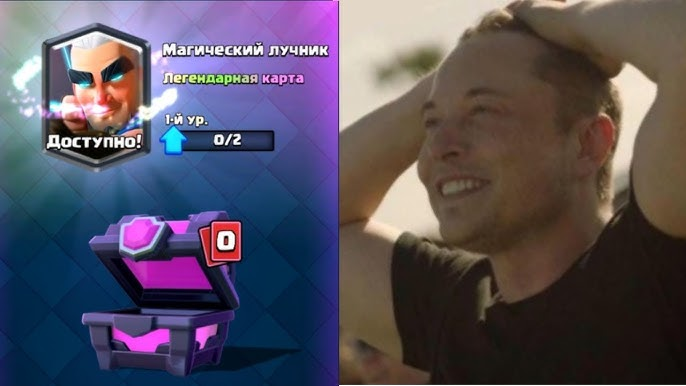 Магический лучник
Легендарная карта
1-й ур.
Доступно!
0/2
0